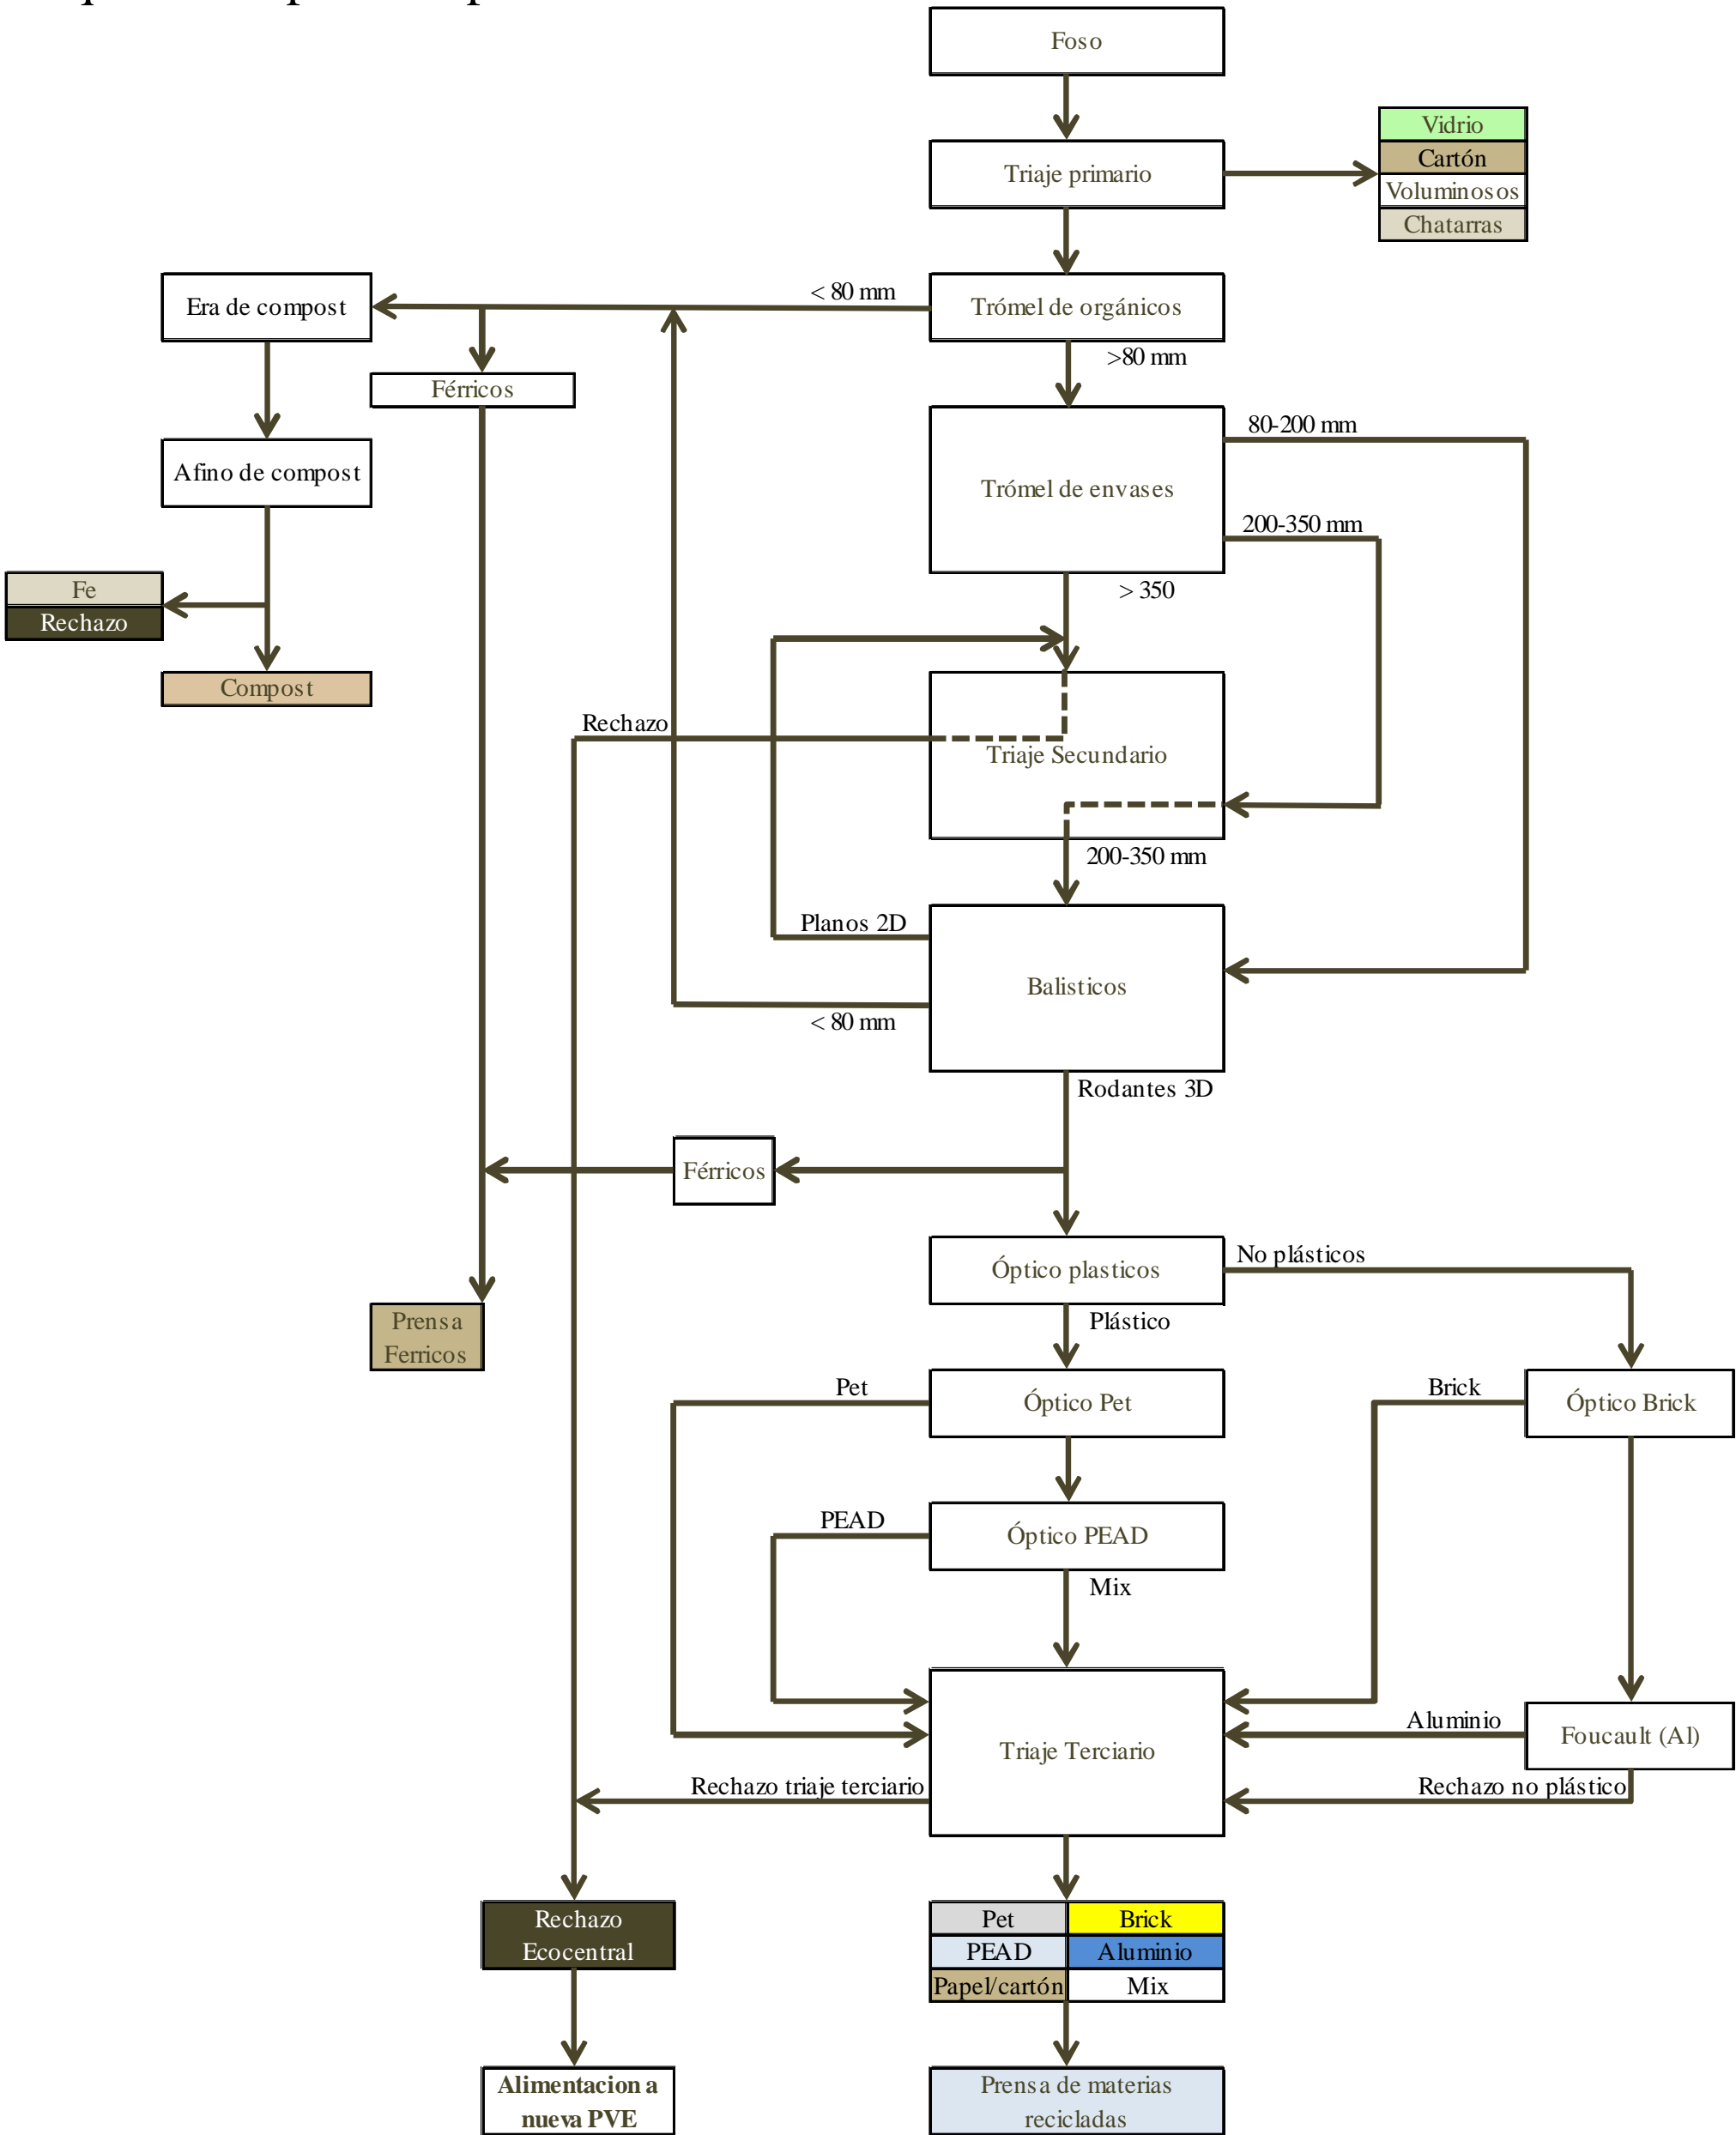 Foso
Vidrio
Cartón
Voluminosos
Chatarras
Triaje primario
< 80 mm
Era de compost
Trómel de orgánicos
>80 mm
Férricos
80-200 mm
Afino de compost
Trómel de envases
200-350 mm
Fe
Rechazo
> 350
Compost
Rechazo
Triaje Secundario
200-350 mm
Planos 2D
Balisticos
< 80 mm
Rodantes 3D
Férricos
No plásticos
Óptico plasticos
Prensa
Ferricos
Plástico
Pet
Óptico Pet
Brick
Óptico Brick
PEAD
Óptico PEAD
Mix
Aluminio
Foucault (Al)
Triaje Terciario
Rechazo triaje terciario
Rechazo no plástico
Rechazo
Ecocentral
Pet
Brick
PEAD
Aluminio
Papel/cartón
Mix
Alimentacion a
nueva PVE
Prensa de materias
recicladas